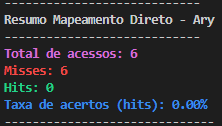 ------------------------------
Resumo Mapeamento Direto - Ary
------------------------------
Total de acessos: 6
Misses: 6
Hits: 0
Taxa de acertos (hits): 0.00%
------------------------------